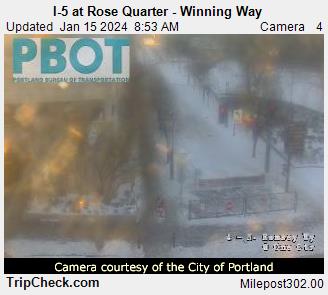 I-5 at Rose Quarter - Winning Way
Updated Jan 15 2024 8:53 AM Camera 4
PBOT
PORTLAND BUREAU OF TRANSPORTATION
Camera courtesy of the City of Portland
TripCheck.com Milepost302.00